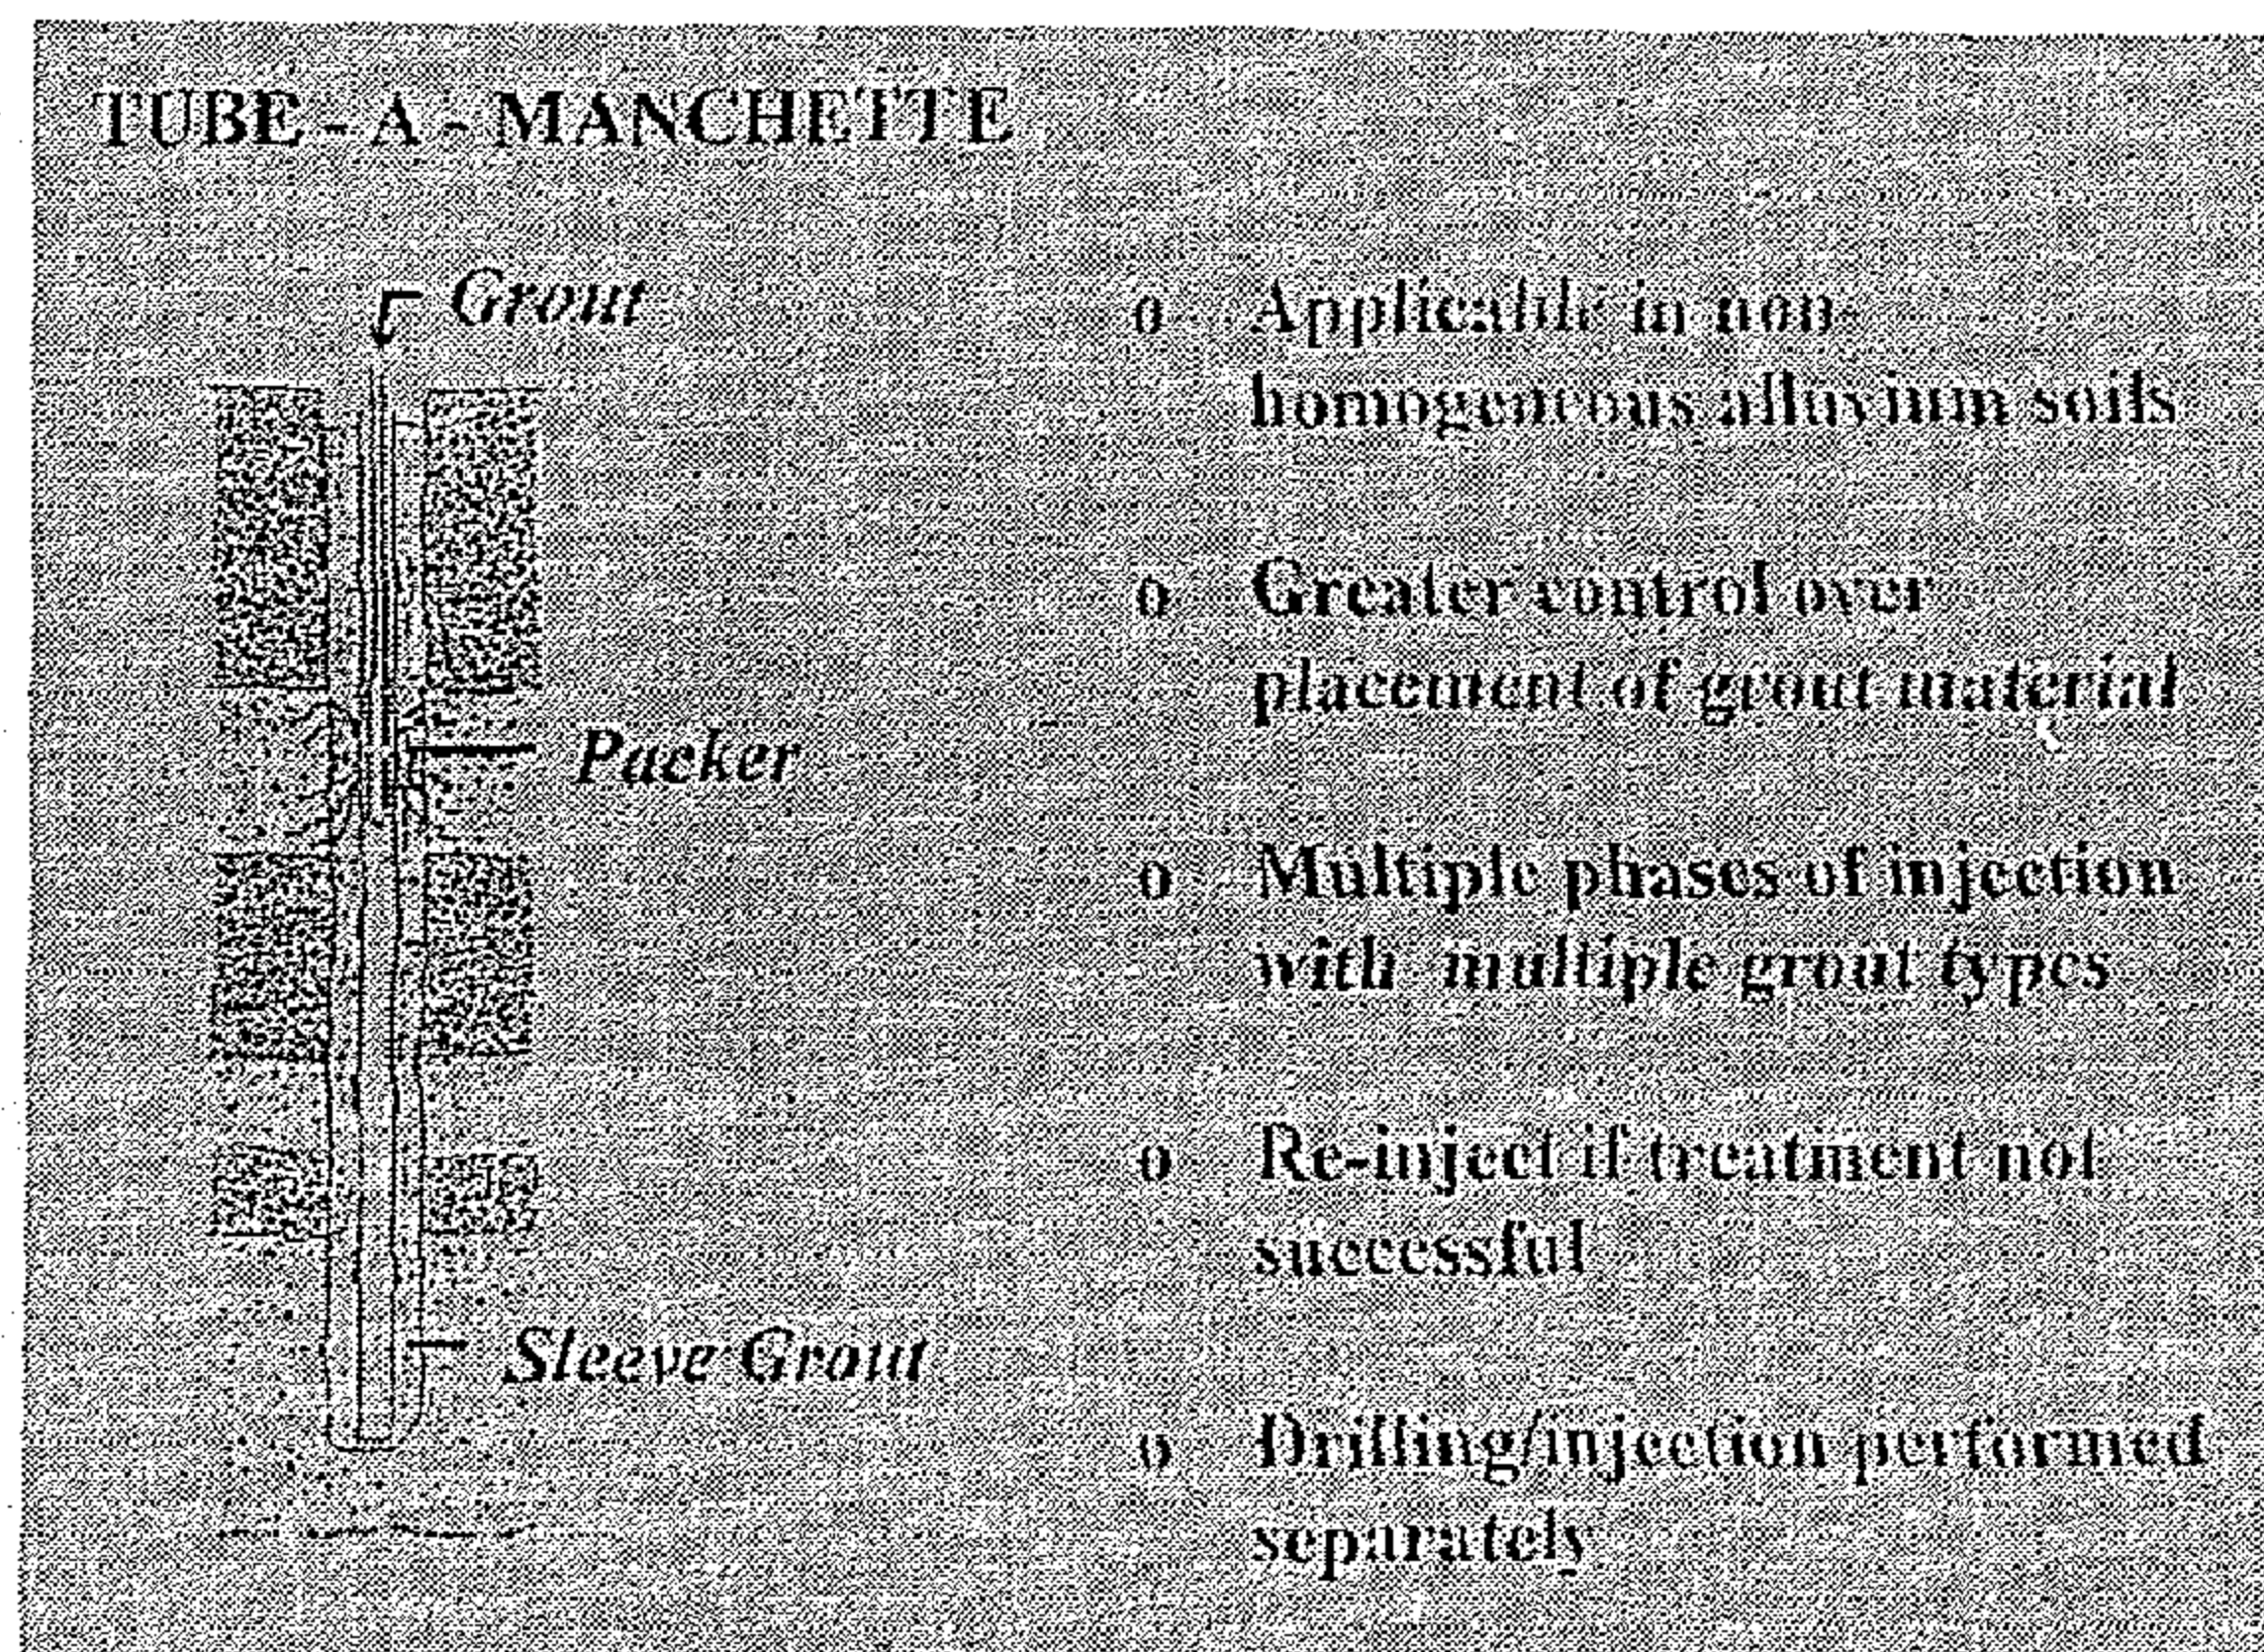 TUBE - A - MANCHETTE
Grout
Packer
Sleeve Grout
o Applicable in non-
homogeneous alluvium soils
o Greater control over
placement of grout material
o Multiple phases of injection
with multiple grout types
o Re-inject if treatment not
successful
o Drilling/injection performed
separately